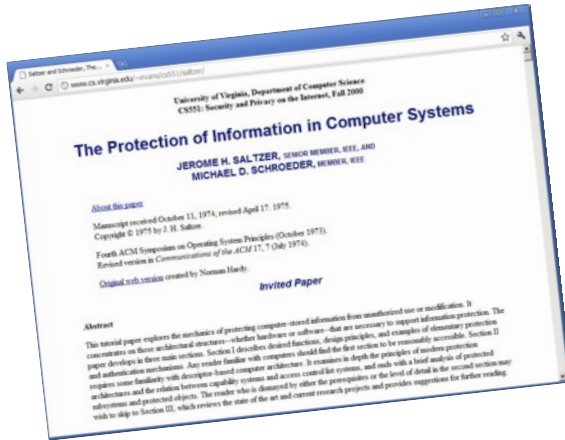 Saltzer and Schroeder, The...
www.cs.virginia.edu/~evans/cs551/saltzer/
University of Virginia, Department of Computer Science
CS551: Security and Privacy on the Internet, Fall 2000
The Protection of Information in Computer Systems
JEROME H. SALTZER, SENIOR MEMBER, IEEE, AND
MICHAEL D. SCHROEDER, MEMBER, IEEE
About this paper
Manuscript received October 11, 1974; revised April 17. 1975.
Copyright © 1975 by J. H. Saltzer.
Fourth ACM Symposium on Operating System Principles (October 1973).
Revised version in Communications of the ACM 17, 7 (July 1974).
Original web version created by Norman Hardy.
Invited Paper
Abstract
This tutorial paper explores the mechanics of protecting computer-stored information from unauthorized use or modification. It
concentrates on those architectural structures--whether hardware or software--that are necessary to support information protection. The
paper develops in three main sections. Section I describes desired functions, design principles, and examples of elementary protection
and authentication mechanisms. Any reader familiar with computers should find the first section to be reasonably accessible. Section II
requires some familiarity with descriptor-based computer architecture. It examines in depth the principles of modern protection
architectures and the relation between capability systems and access control list systems, and ends with a brief analysis of protected
subsystems and protected objects. The reader who is dismayed by either the prerequisites or the level of detail in the second section may
wish to skip to Section III, which reviews the state of the art and current research projects and provides suggestions for further reading.